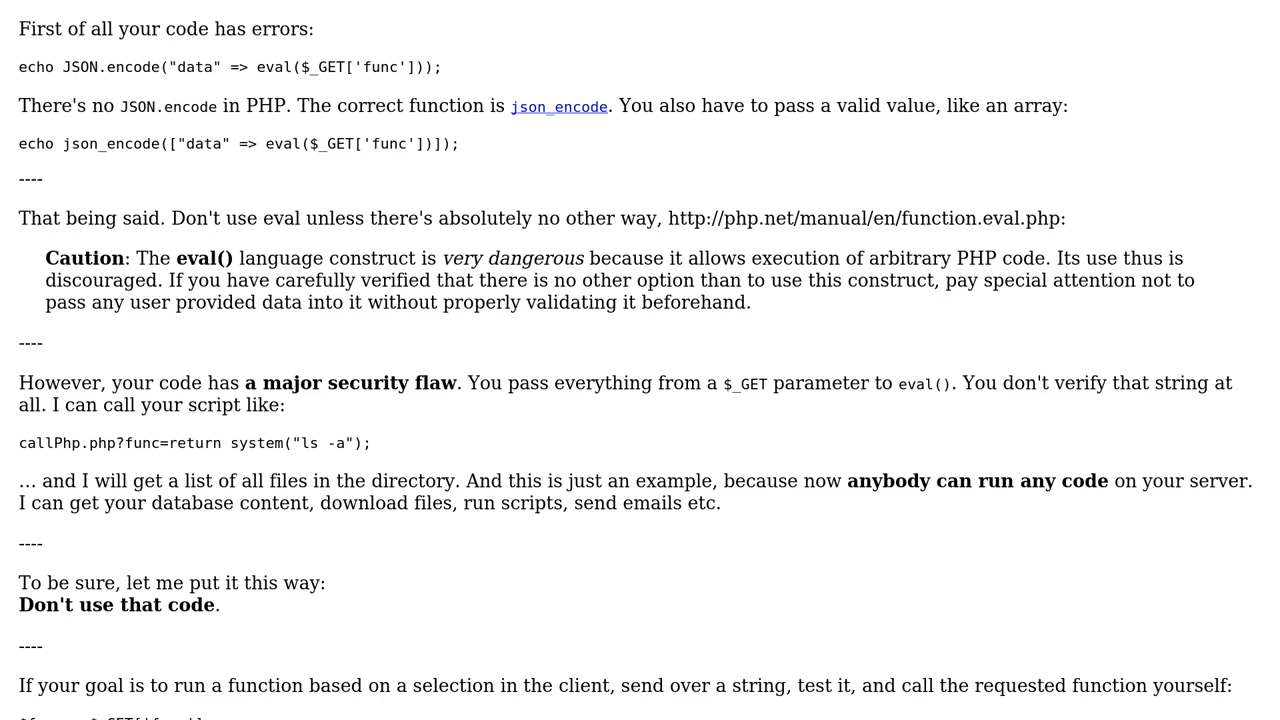 First of all your code has errors:
echo JSON.encode("data" => eval($_GET['func']));
There's no JSON.encode in PHP. The correct function is json_encode. You also have to pass a valid value, like an array:
echo json_encode(["data" => eval($_GET['func'])]);
----
That being said. Don't use eval unless there's absolutely no other way, http://php.net/manual/en/function.eval.php:
Caution: The eval() language construct is very dangerous because it allows execution of arbitrary PHP code. Its use thus is
discouraged. If you have carefully verified that there is no other option than to use this construct, pay special attention not to
pass any user provided data into it without properly validating it beforehand.
----
However, your code has a major security flaw. You pass everything from a $_GET parameter to eval(). You don't verify that string at
all. I can call your script like:
callPhp.php?func=return system("ls -a");
… and I will get a list of all files in the directory. And this is just an example, because now anybody can run any code on your server.
I can get your database content, download files, run scripts, send emails etc.
----
To be sure, let me put it this way:
Don't use that code.
----
If your goal is to run a function based on a selection in the client, send over a string, test it, and call the requested function yourself: